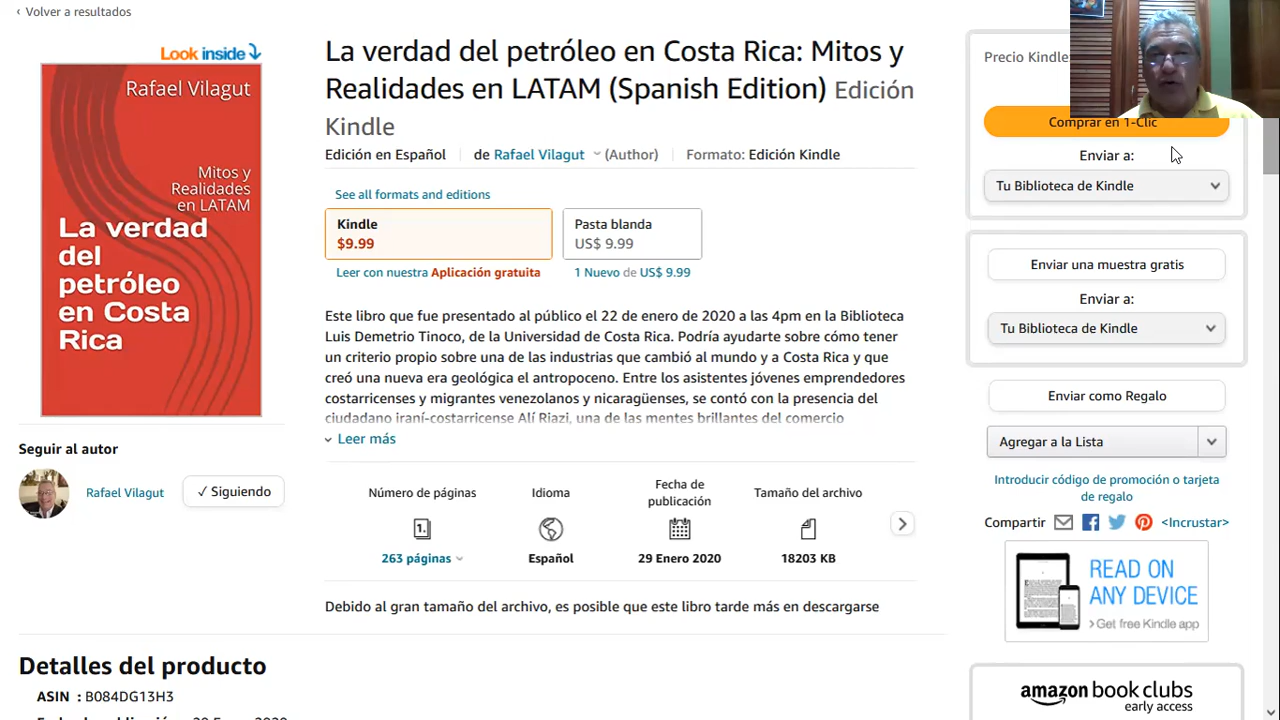 ‹ Volver a resultados
Look inside
Rafael Vilagut
Mitos y
Realidades
en LATAM
La verdad
del
petróleo
en Costa
Rica
Seguir al autor
Rafael Vilagut
✓ Siguiendo
La verdad del petróleo en Costa Rica: Mitos y
Realidades en LATAM (Spanish Edition) Edición
Kindle
Edición en Español | de Rafael Vilagut (Author) | Formato: Edición Kindle
See all formats and editions
Kindle
$9.99
Pasta blanda
US$ 9.99
Leer con nuestra Aplicación gratuita
1 Nuevo de US$ 9.99
Este libro que fue presentado al público el 22 de enero de 2020 a las 4pm en la Biblioteca
Luis Demetrio Tinoco, de la Universidad de Costa Rica. Podría ayudarte sobre cómo tener
un criterio propio sobre una de las industrias que cambió al mundo y a Costa Rica y que
creó una nueva era geológica el antropoceno. Entre los asistentes jóvenes emprendedores
costarricenses y migrantes venezolanos y nicaragüenses, se contó con la presencia del
ciudadano iraní-costarricense Alí Riazi, una de las mentes brillantes del comercio
Leer más
Número de páginas
263 páginas
Idioma
Español
Fecha de
publicación
29 Enero 2020
Tamaño del archivo
18203 KB
Debido al gran tamaño del archivo, es posible que este libro tarde más en descargarse
Precio Kindle
Comprar en 1-Clic
Enviar a:
Tu Biblioteca de Kindle
Enviar una muestra gratis
Enviar a:
Tu Biblioteca de Kindle
Enviar como Regalo
Agregar a la Lista
Introducir código de promoción o tarjeta
de regalo
Compartir <Incrustar>
READ ON
ANY DEVICE
› Get free Kindle app
amazon book clubs
early access
Detalles del producto
ASIN : B084DG13H3